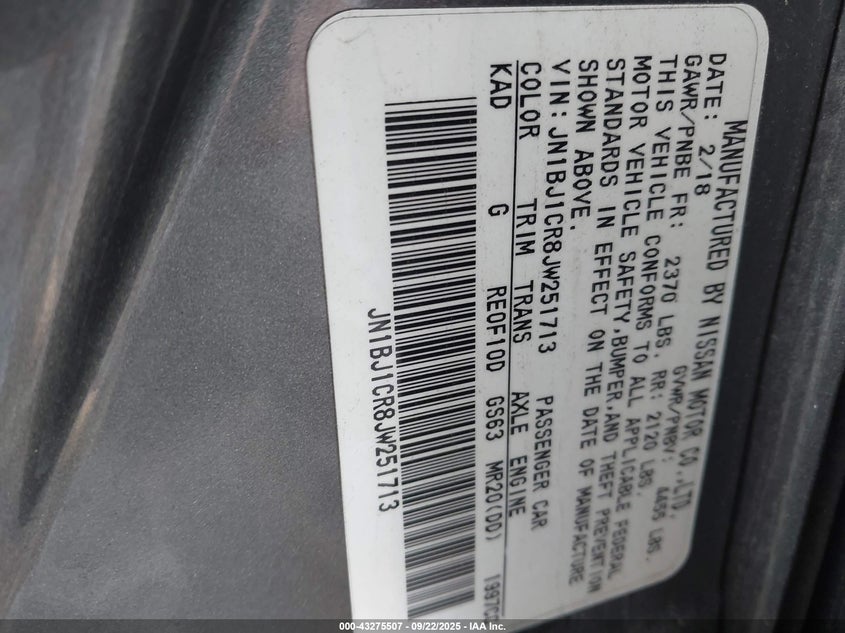 MANUFACTURED BY NISSAN MOTOR CO.,LTD.
DATE: 2/18 GVWR/PNBV: 4455 LBS.
GAWR/PNBE FR: 2370 LBS. RR: 2120 LBS.
THIS VEHICLE CONFORMS TO ALL APPLICABLE FEDERAL
MOTOR VEHICLE SAFETY,BUMPER,AND THEFT PREVENTION
STANDARDS IN EFFECT ON THE DATE OF MANUFACTURE
SHOWN ABOVE.
VIN: JN1BJ1CR8JW251713 PASSENGER CAR
COLOR TRIM TRANS AXLE ENGINE
KAD G RE0F10D GS63 MR20(DD) 1997C
JN1BJ1CR8JW251713
000-43275507 - 09/22/2025 - IAA Inc.